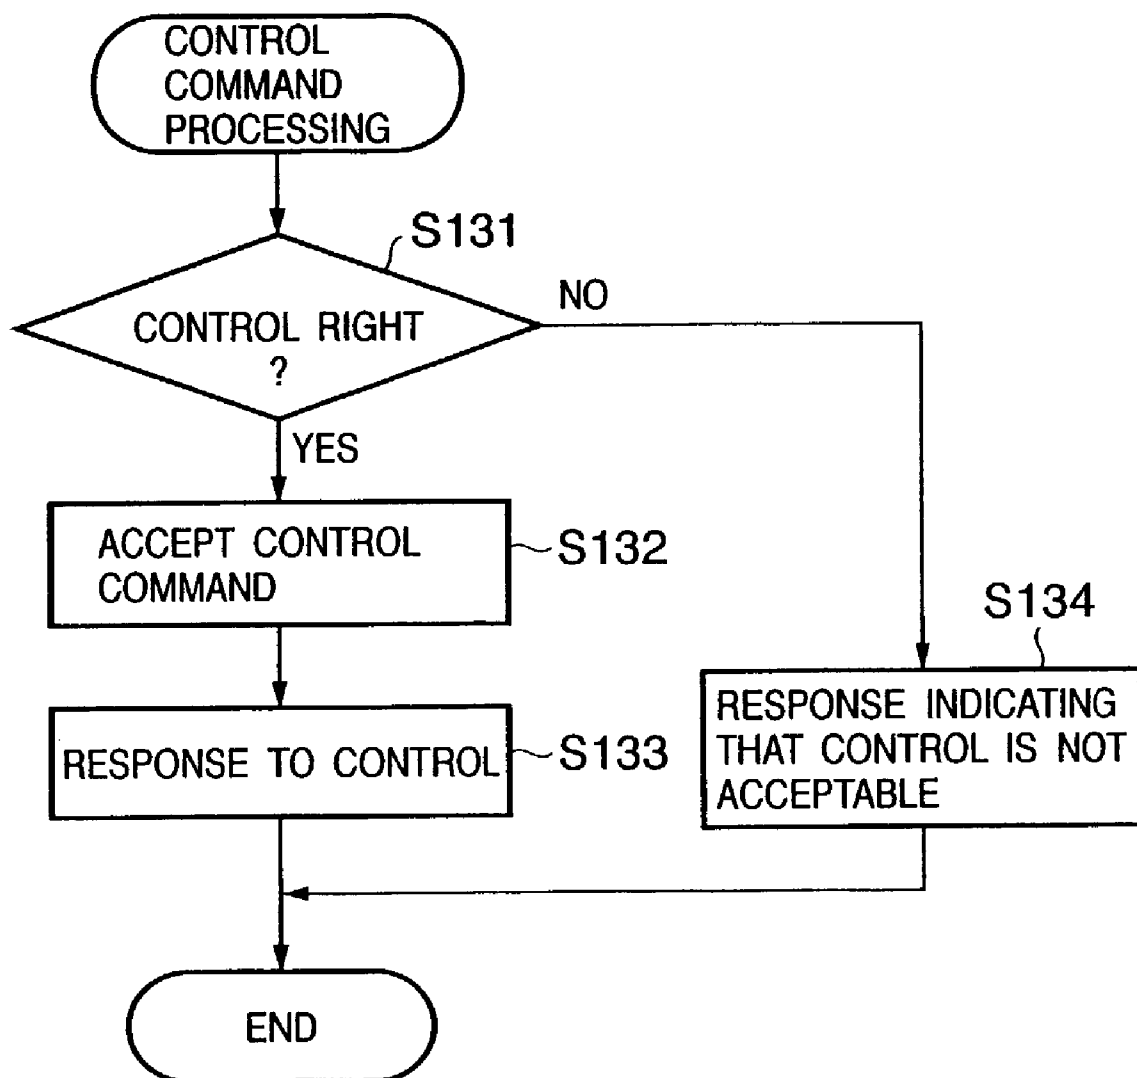 CONTROL
COMMAND
PROCESSING
S131
CONTROL RIGHT
?
NO
YES
ACCEPT CONTROL
COMMAND
S132
RESPONSE TO CONTROL
S133
S134
RESPONSE INDICATING
THAT CONTROL IS NOT
ACCEPTABLE
END